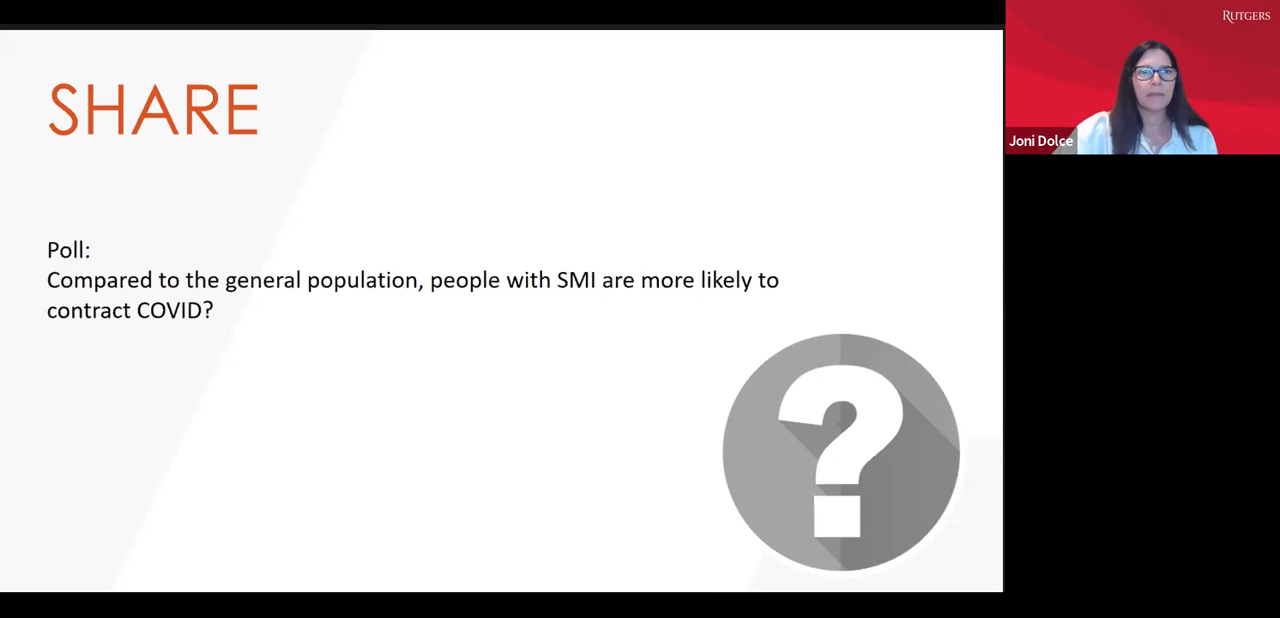 SHARE
Poll:
Compared to the general population, people with SMI are more likely to
contract COVID?
RUTGERS
Joni Dolce